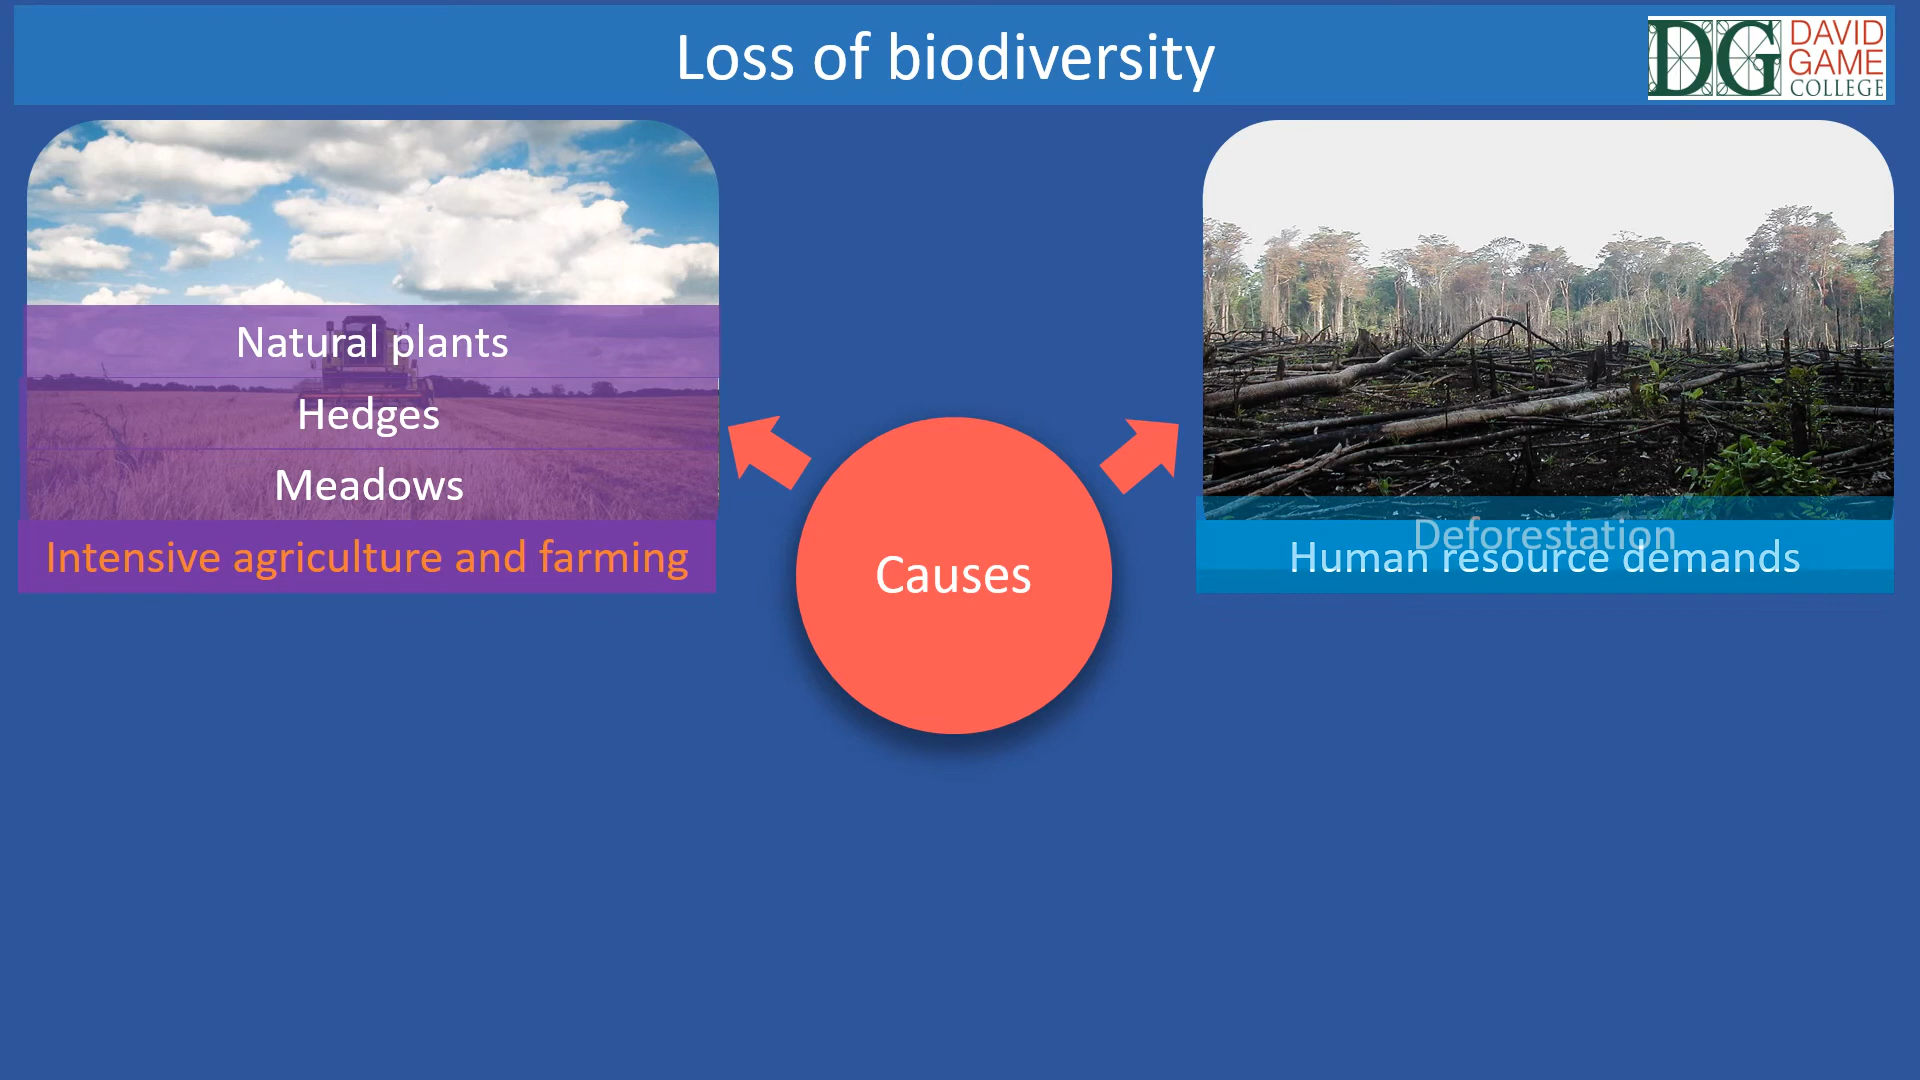 Loss of biodiversity
DG DAVID
GAME
COLLEGE
Natural plants
Hedges
Meadows
Intensive agriculture and farming
Causes
Deforestation
Human resource demands